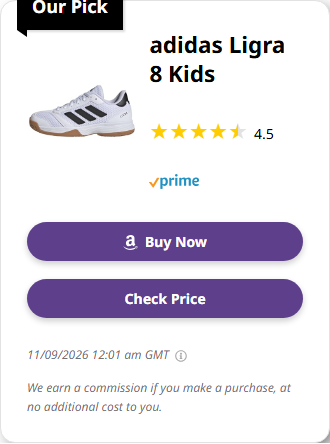 Our Pick
adidas Ligra
8 Kids
4.5
prime
Buy Now
Check Price
11/09/2026 12:01 am GMT
We earn a commission if you make a purchase, at
no additional cost to you.